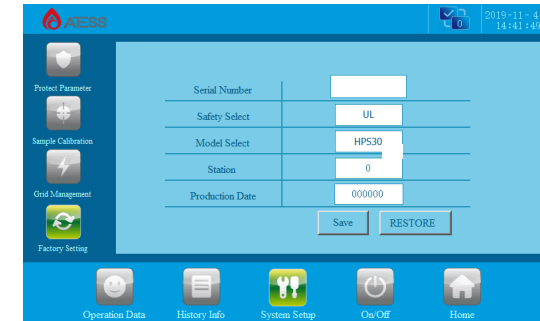 ATESS
0
2019-11-4
14:41:49
Protect Parameter
Sample Calibration
Grid Management
Factory Setting
Serial Number
Safety Select UL
Model Select HPS30
Station 0
Production Date 000000
Save RESTORE
Operation Data History Info System Setup On/Off Home